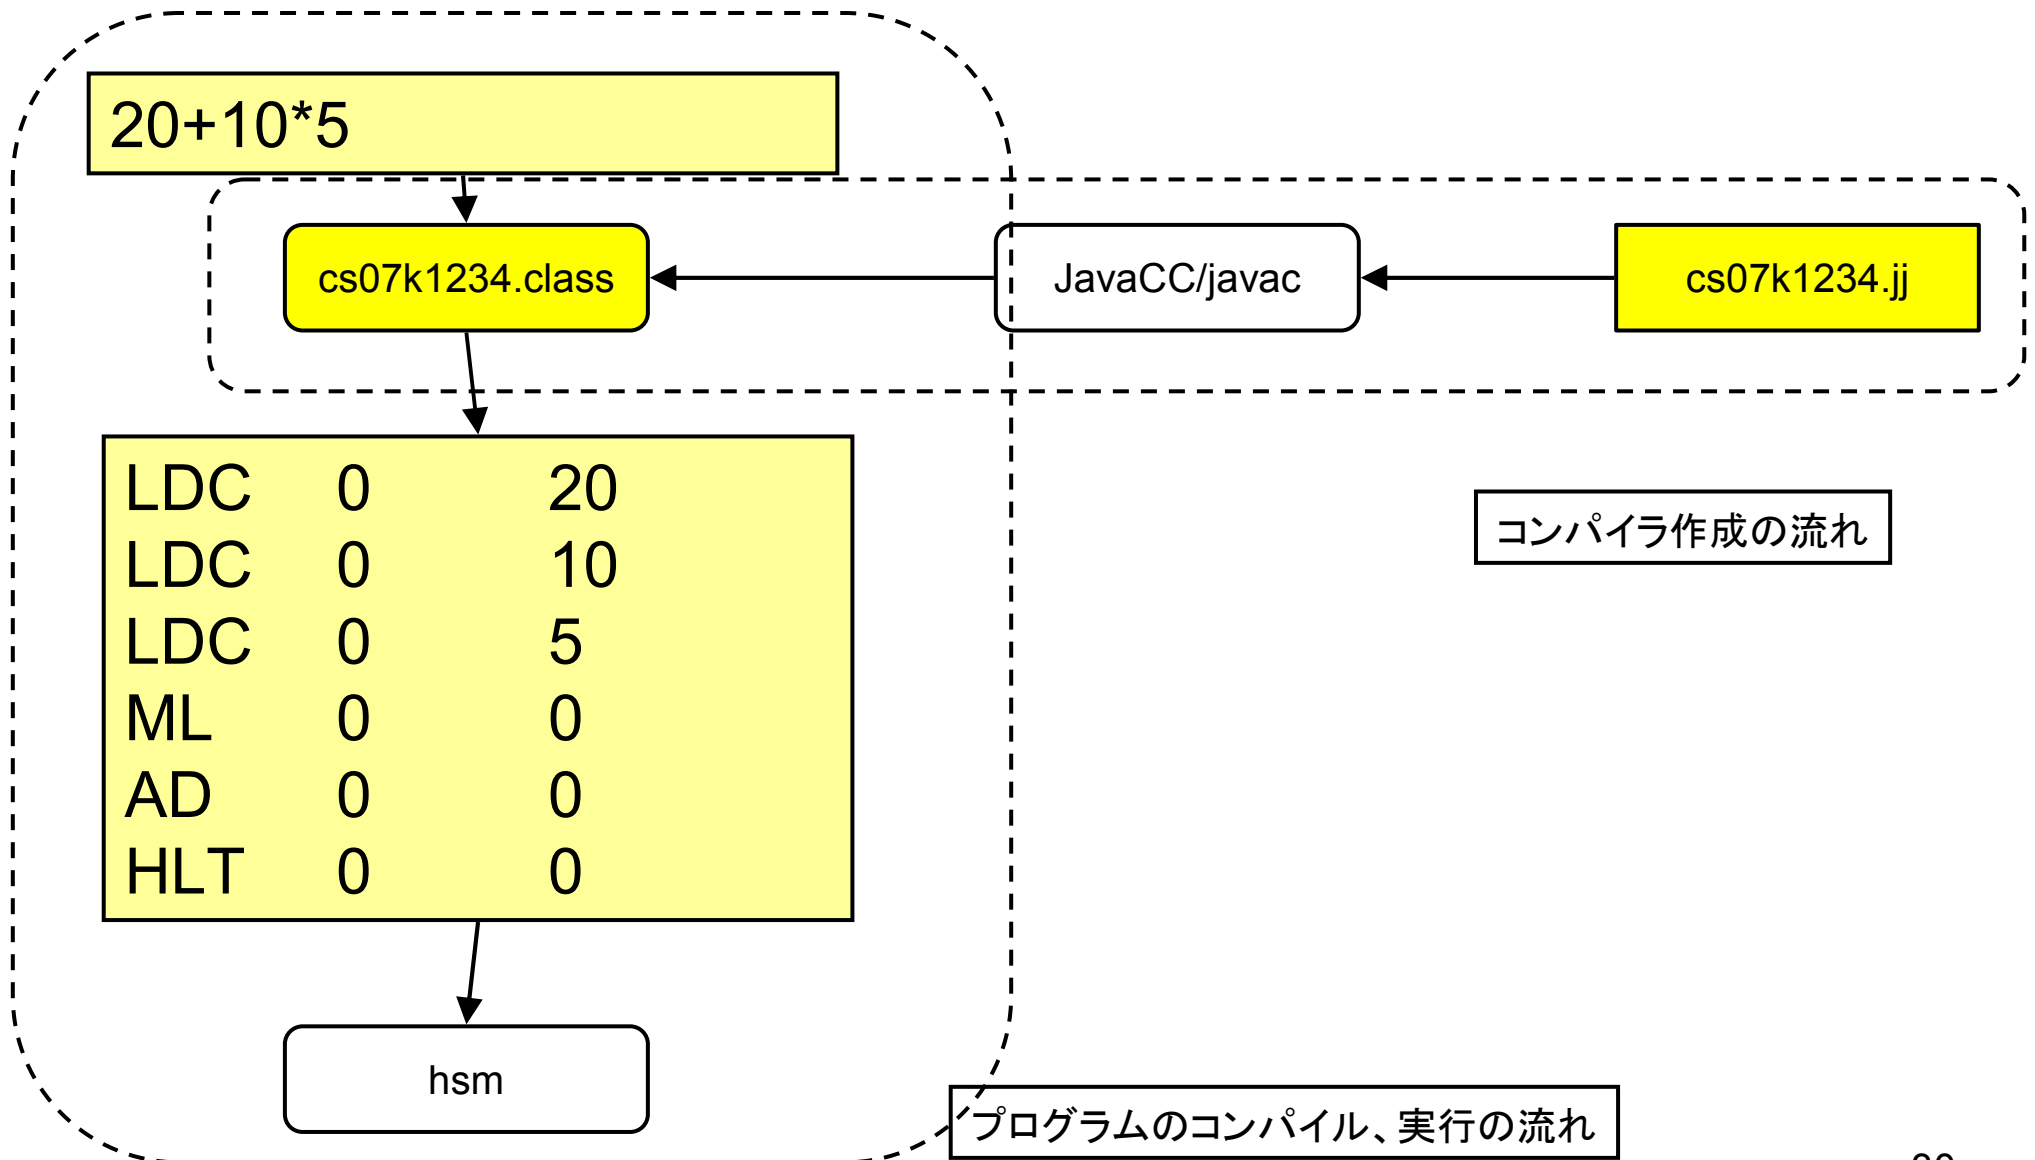 20+10*5
cs07k1234.class
JavaCC/javac
cs07k1234.jj
LDC 0 20
LDC 0 10
LDC 0 5
ML 0 0
AD 0 0
HLT 0 0
コンパイラ作成の流れ
hsm
プログラムのコンパイル、実行の流れ